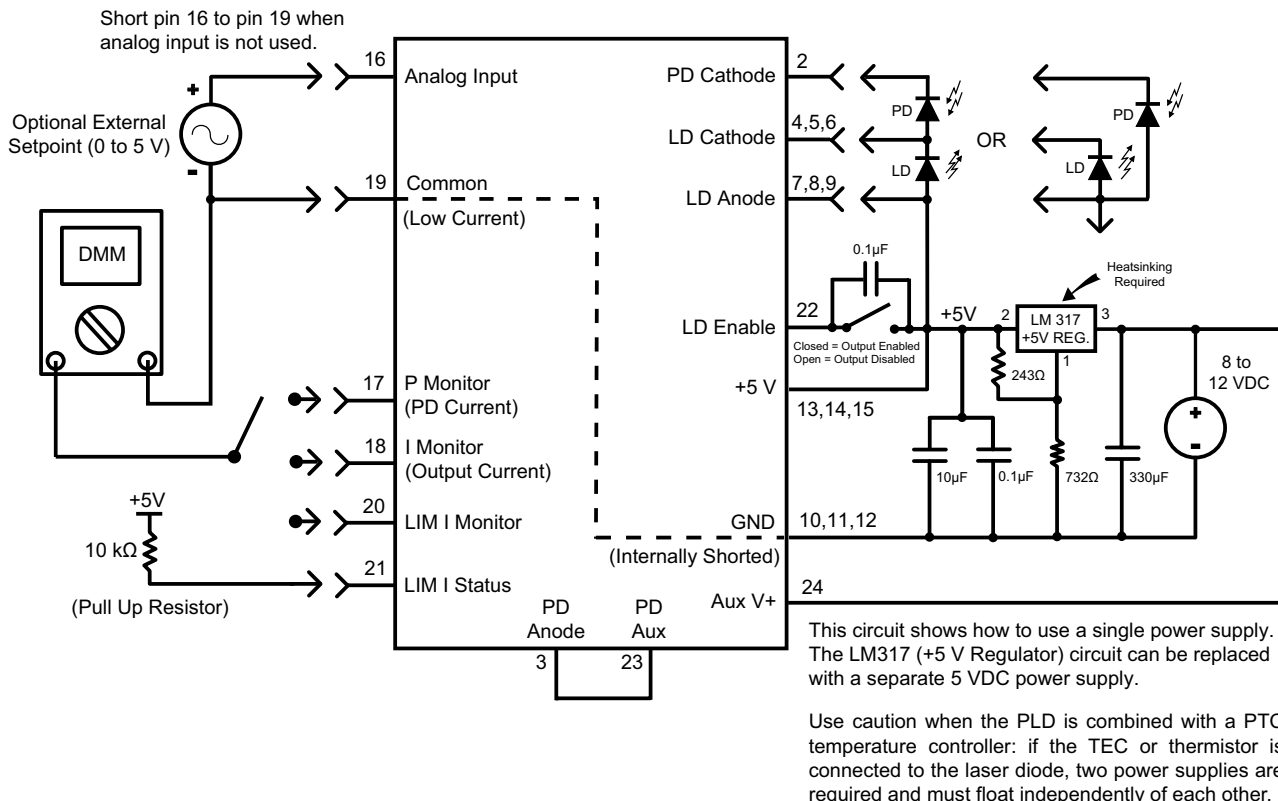 Short pin 16 to pin 19 when
analog input is not used.
16
Analog Input
+
Optional External
Setpoint (0 to 5 V)
-
19
Common
(Low Current)
DMM
17
P Monitor
(PD Current)
18
I Monitor
(Output Current)
+5V
20
LIM I Monitor
10 kΩ
21
LIM I Status
(Pull Up Resistor)
PD
Anode
PD
Aux
3
23
PD Cathode
2
PD
LD Cathode
4,5,6
LD
LD Anode
7,8,9
OR
PD
LD
0.1µF
LD Enable
22
Closed = Output Enabled
Open = Output Disabled
+5V
2
LM 317
+5V REG.
3
1
Heatsinking
Required
243Ω
8 to
12 VDC
+
-
+5 V
13,14,15
10µF
0.1µF
732Ω
330µF
GND
10,11,12
(Internally Shorted)
Aux V+
24
This circuit shows how to use a single power supply.
The LM317 (+5 V Regulator) circuit can be replaced
with a separate 5 VDC power supply.
Use caution when the PLD is combined with a PTC
temperature controller: if the TEC or thermistor is
connected to the laser diode, two power supplies are
required and must float independently of each other.